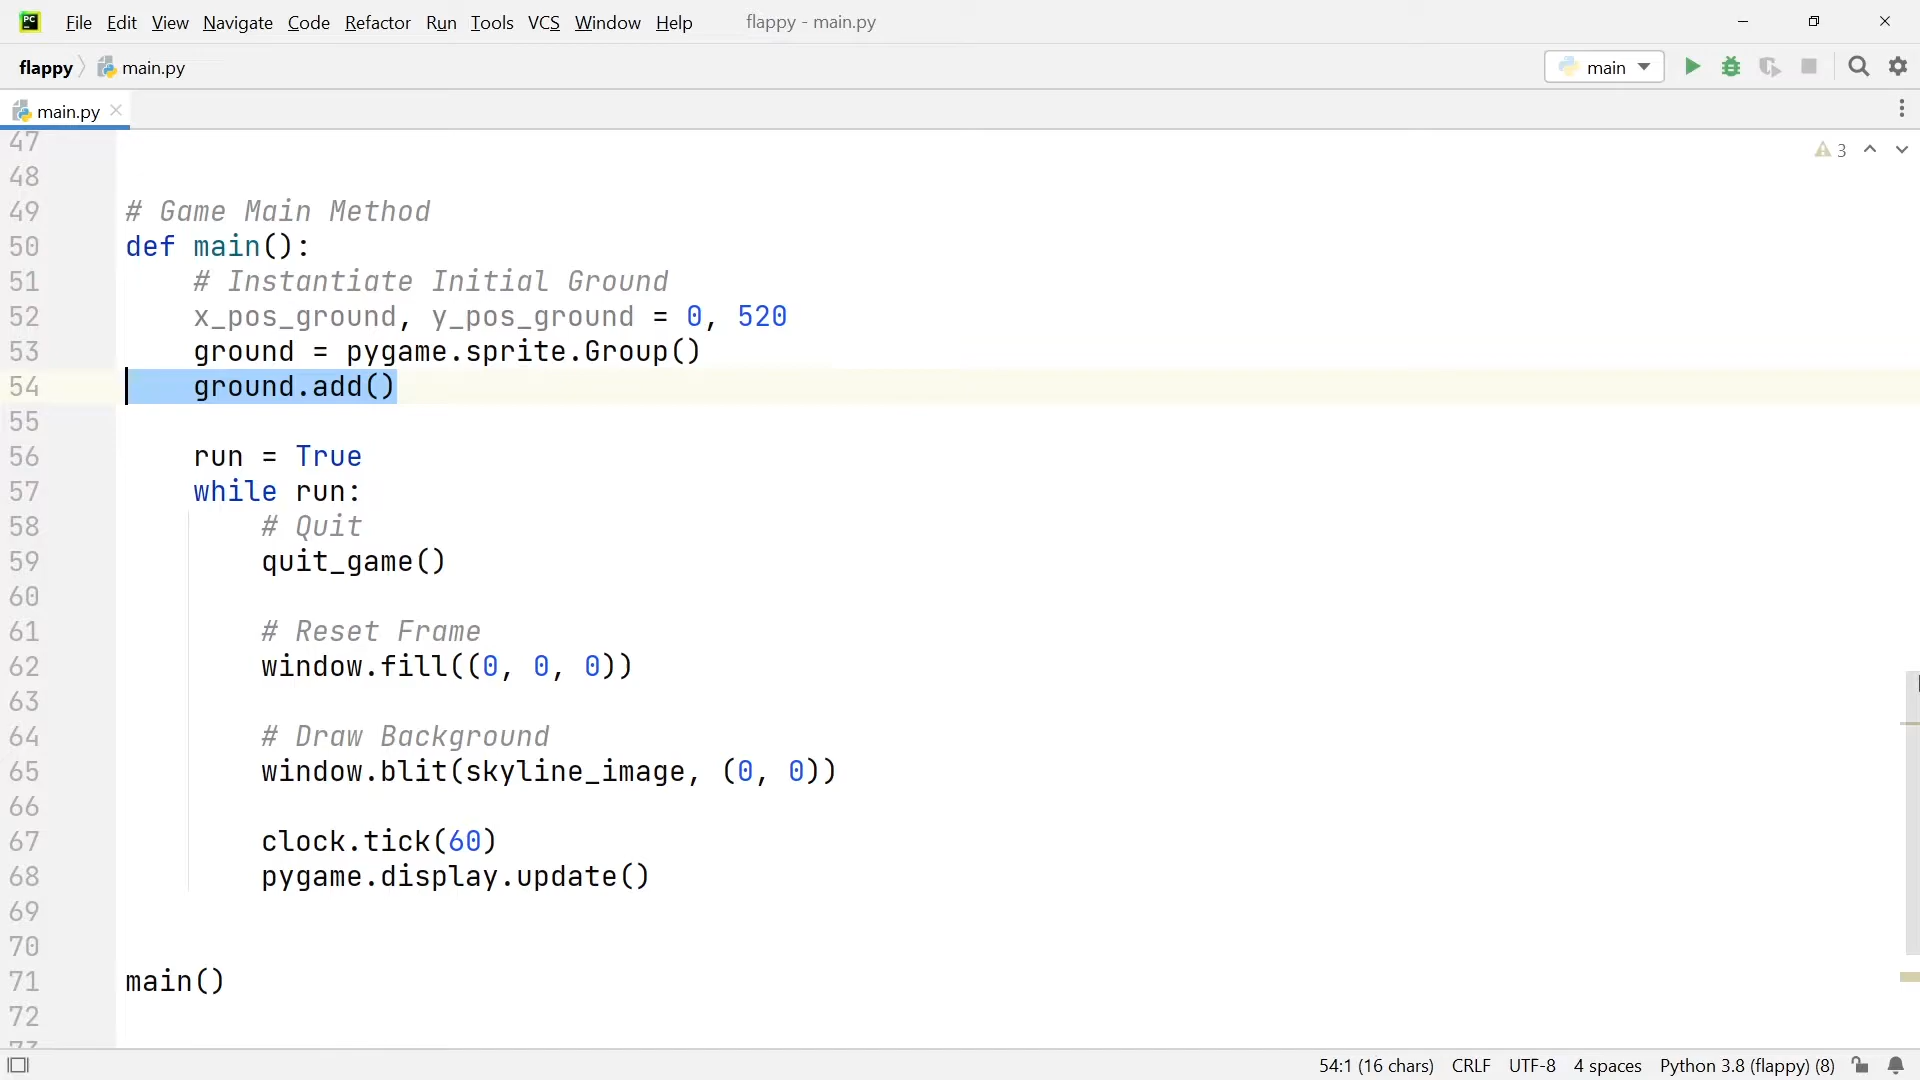 PC File Edit View Navigate Code Refactor Run Tools VCS Window Help flappy - main.py
flappy main.py main
main.py
47 3
48
49 # Game Main Method
50 def main():
51 # Instantiate Initial Ground
52 x_pos_ground, y_pos_ground = 0, 520
53 ground = pygame.sprite.Group()
54 ground.add()
55
56 run = True
57 while run:
58 # Quit
59 quit_game()
60
61 # Reset Frame
62 window.fill((0, 0, 0))
63
64 # Draw Background
65 window.blit(skyline_image, (0, 0))
66
67 clock.tick(60)
68 pygame.display.update()
69
70
71 main()
72
54:1 (16 chars) CRLF UTF-8 4 spaces Python 3.8 (flappy) (8)